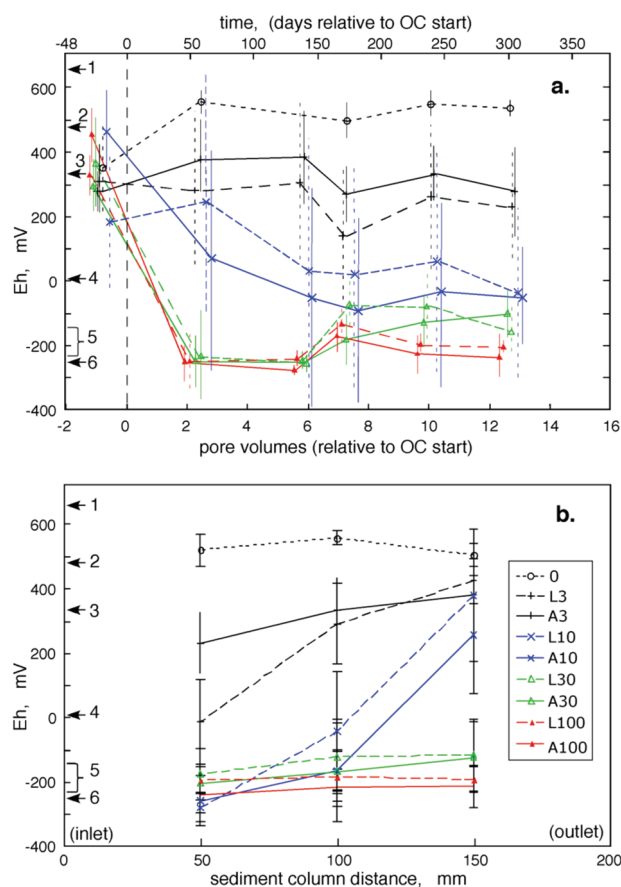 time, (days relative to OC start)
-48 0 50 100 150 200 250 300 350
a.
600
400
200
0
-200
-400
Eh, mV
1
2
3
4
5
6
-2 0 2 4 6 8 10 12 14 16
pore volumes (relative to OC start)
b.
600
400
200
0
-200
-400
Eh, mV
1
2
3
4
5
6
0
L3
A3
L10
A10
L30
A30
L100
A100
(inlet) (outlet)
0 50 100 150 200
sediment column distance, mm